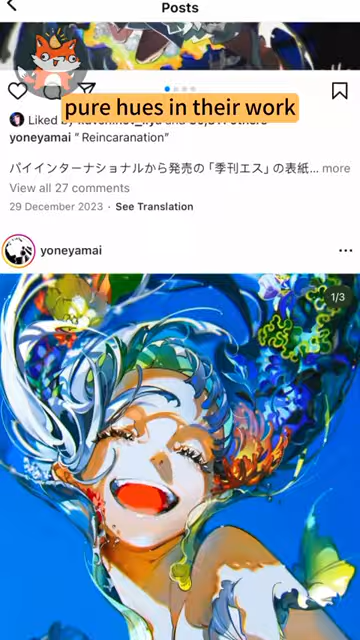 Posts
pure hues in their work
Liked by
yoneyamai " Reincaranation"
パイインターナショナルから発売の「季刊エス」の表紙... more
View all 27 comments
29 December 2023 · See Translation
yoneyamai
1/3